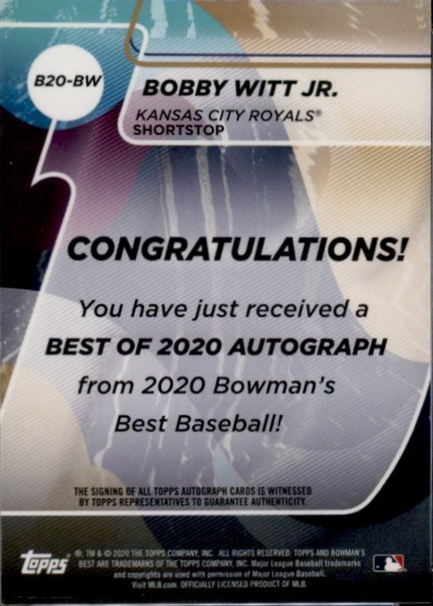 B20-BW
BOBBY WITT JR.
KANSAS CITY ROYALS®
SHORTSTOP
CONGRATULATIONS!
You have just received a
BEST OF 2020 AUTOGRAPH
from 2020 Bowman's
Best Baseball!
THE SIGNING OF ALL TOPPS AUTOGRAPH CARDS IS WITNESSED
BY TOPPS REPRESENTATIVES TO GUARANTEE AUTHENTICITY.
topps
®, TM & © 2020 THE TOPPS COMPANY, INC. ALL RIGHTS RESERVED. TOPPS AND BOWMAN'S
BEST ARE TRADEMARKS OF THE TOPPS COMPANY, INC. Major League Baseball trademarks
and copyrights are used with permission of Major League Baseball.
Visit MLB.com. OFFICIALLY LICENSED PRODUCT OF MLB.